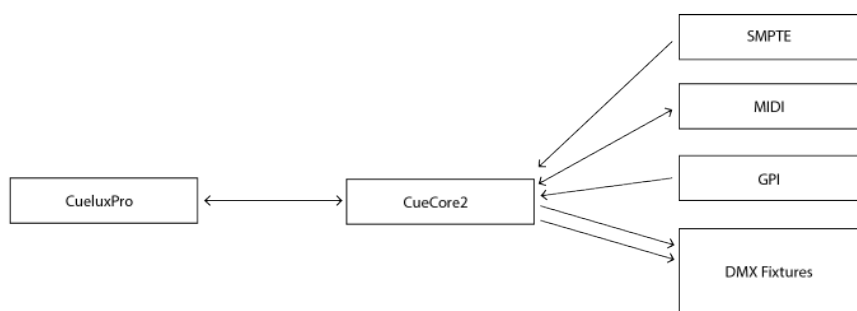 SMPTE
MIDI
GPI
CueluxPro
CueCore2
DMX Fixtures